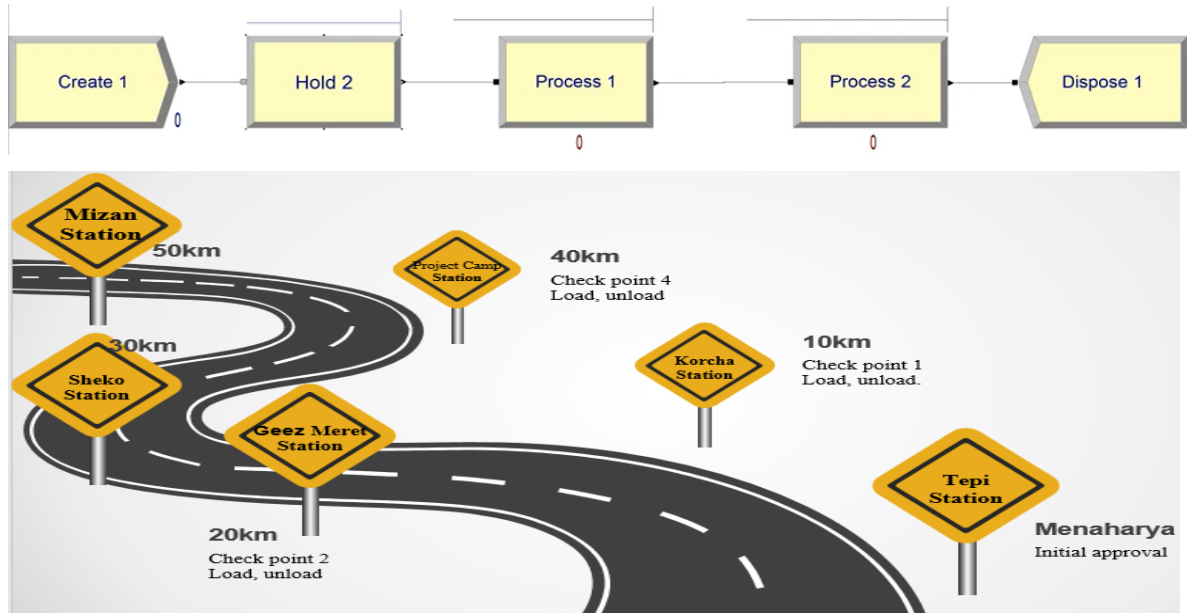 Create 1
0
Hold 2
Process 1
0
Process 2
0
Dispose 1
Mizan
Station
50km
Project Camp
Station
40km
Check point 4
Load, unload
30km
Sheko
Station
Korcha
Station
10km
Check point 1
Load, unload.
Geez Meret
Station
20km
Check point 2
Load, unload
Tepi
Station
Menaharya
Initial approval